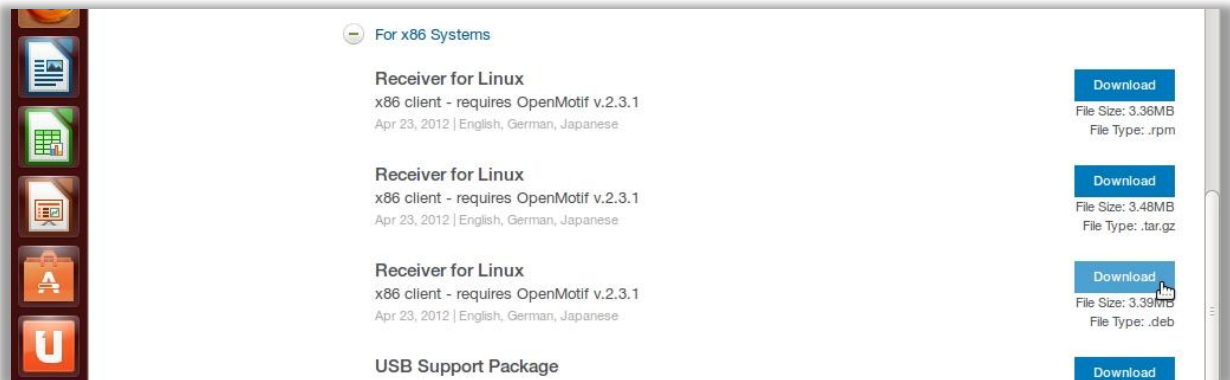 For x86 Systems
Receiver for Linux
x86 client - requires OpenMotif v.2.3.1
Apr 23, 2012 | English, German, Japanese
Download
File Size: 3.36MB
File Type: .rpm
Receiver for Linux
x86 client - requires OpenMotif v.2.3.1
Apr 23, 2012 | English, German, Japanese
Download
File Size: 3.48MB
File Type: .tar.gz
Receiver for Linux
x86 client - requires OpenMotif v.2.3.1
Apr 23, 2012 | English, German, Japanese
Download
File Size: 3.39MB
File Type: .deb
USB Support Package
Download